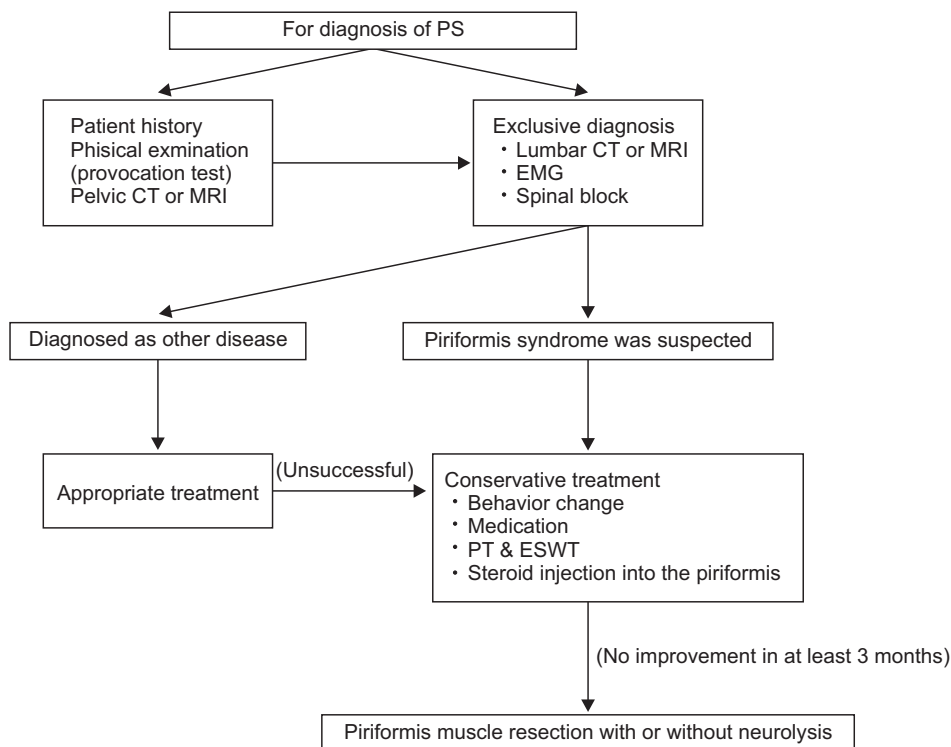 For diagnosis of PS
Patient history
Phisical exmination
(provocation test)
Pelvic CT or MRI
Exclusive diagnosis
・ Lumbar CT or MRI
・ EMG
・ Spinal block
Diagnosed as other disease
Piriformis syndrome was suspected
Appropriate treatment
(Unsuccessful)
Conservative treatment
・ Behavior change
・ Medication
・ PT & ESWT
・ Steroid injection into the piriformis
(No improvement in at least 3 months)
Piriformis muscle resection with or without neurolysis